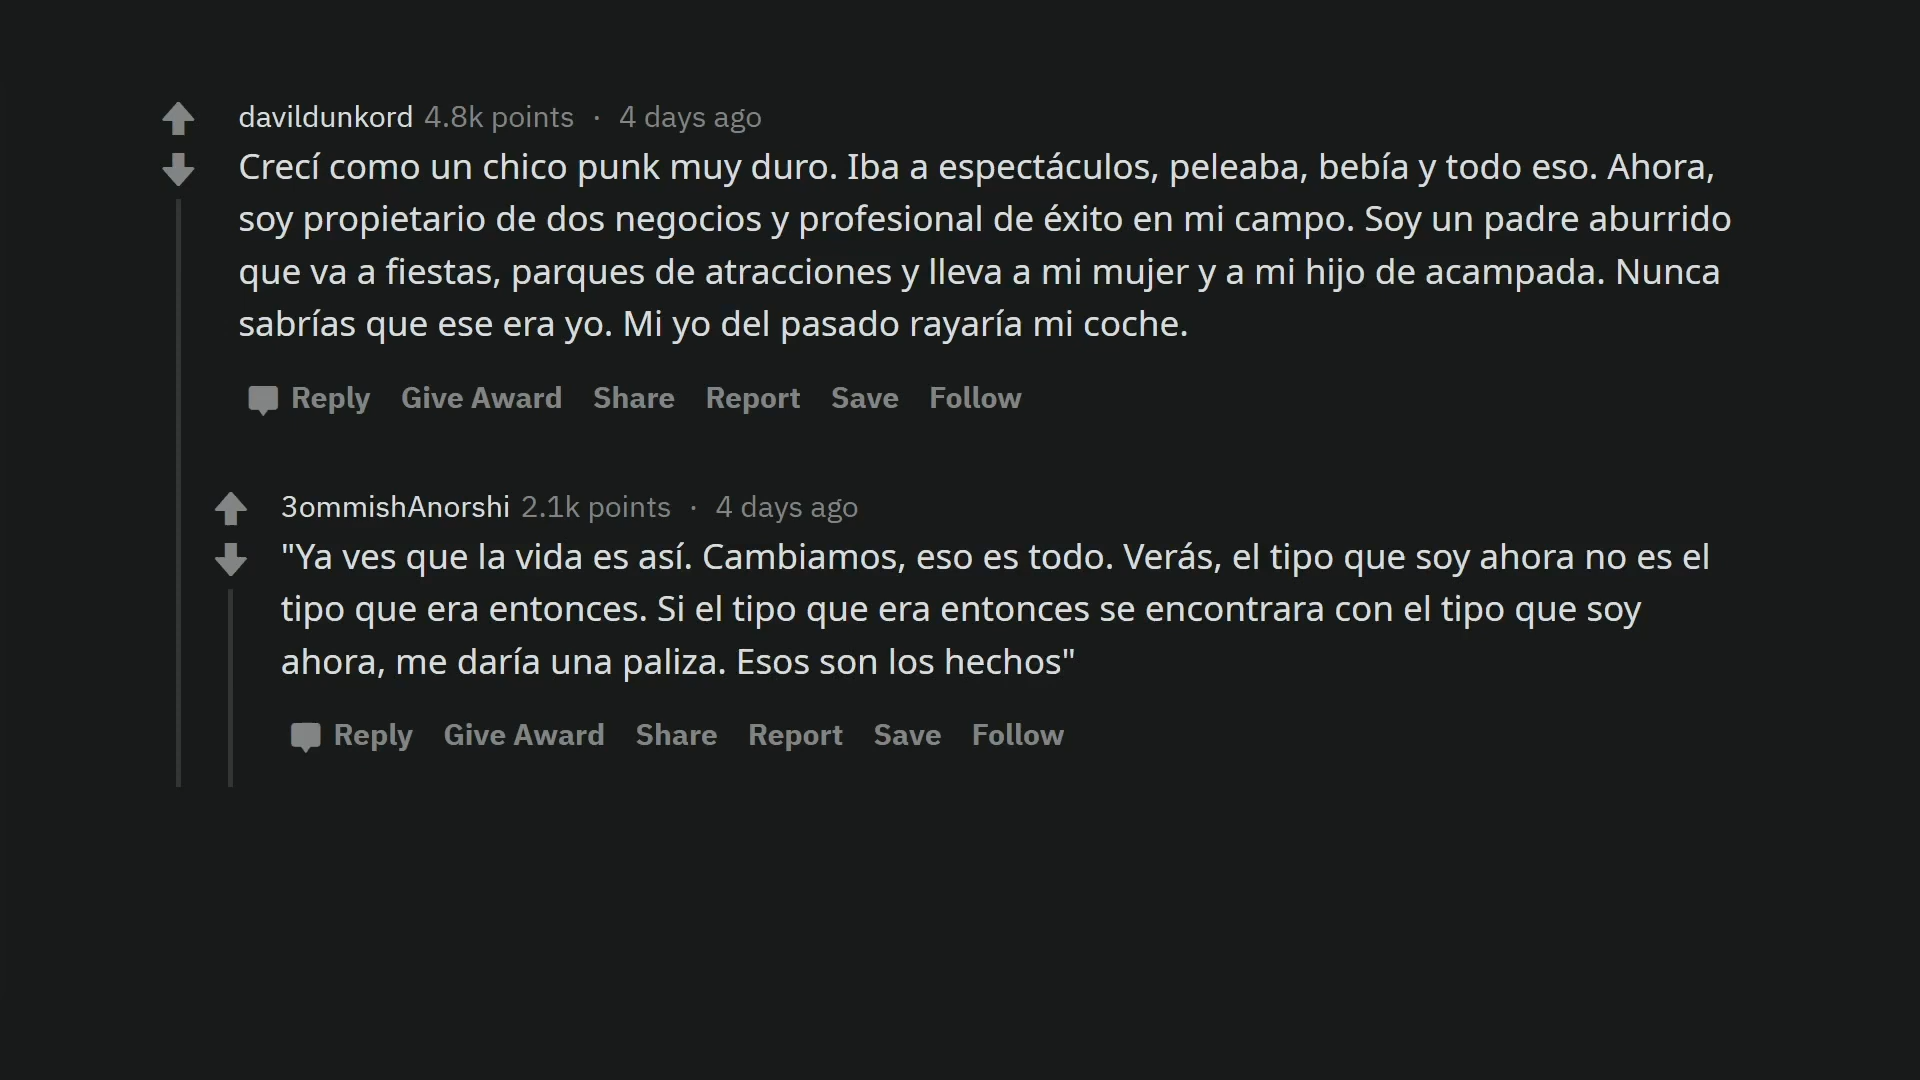 davildunkord 4.8k points · 4 days ago
Crecí como un chico punk muy duro. Iba a espectáculos, peleaba, bebía y todo eso. Ahora,
soy propietario de dos negocios y profesional de éxito en mi campo. Soy un padre aburrido
que va a fiestas, parques de atracciones y lleva a mi mujer y a mi hijo de acampada. Nunca
sabrías que ese era yo. Mi yo del pasado rayaría mi coche.
Reply Give Award Share Report Save Follow
3ommishAnorshi 2.1k points · 4 days ago
"Ya ves que la vida es así. Cambiamos, eso es todo. Verás, el tipo que soy ahora no es el
tipo que era entonces. Si el tipo que era entonces se encontrara con el tipo que soy
ahora, me daría una paliza. Esos son los hechos"
Reply Give Award Share Report Save Follow